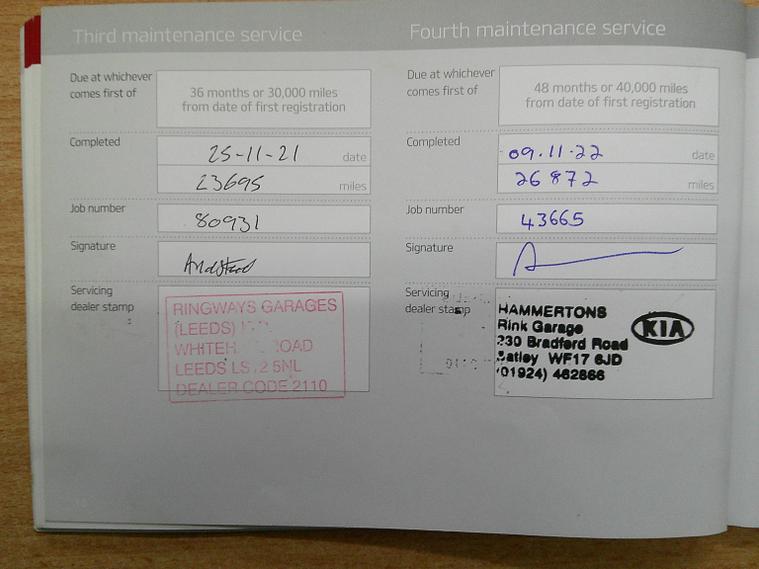 Third maintenance service
Due at whichever
comes first of
36 months or 30,000 miles
from date of first registration
Completed
25-11-21 date
23695 miles
Job number
80931
Signature
Servicing
dealer stamp
RINGWAYS GARAGES
(LEEDS)
LEEDS 5NL
DEALER CODE 2110
Fourth maintenance service
Due at whichever
comes first of
48 months or 40,000 miles
from date of first registration
Completed
09.11.22 date
26872 miles
Job number
43665
Signature
Servicing
dealer stamp
HAMMERTONS
Rink Garage
230 Bradford Road
Batley WF17 6JD
(01924) 462866
KIA